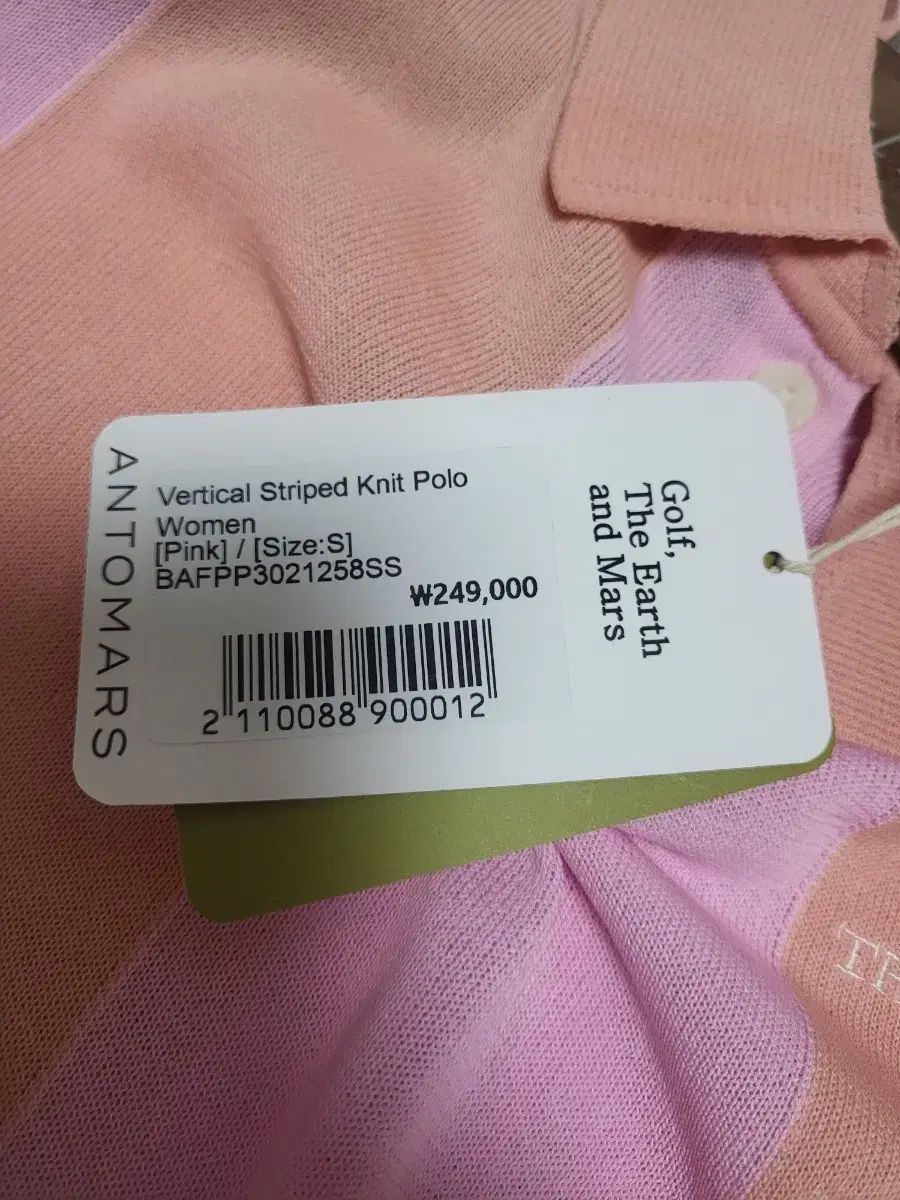 ANTOMARS
Vertical Striped Knit Polo
Women
[Pink] / [Size:S]
BAFPP3021258SS
₩249,000
2 110088 900012
Golf,
The Earth
and Mars